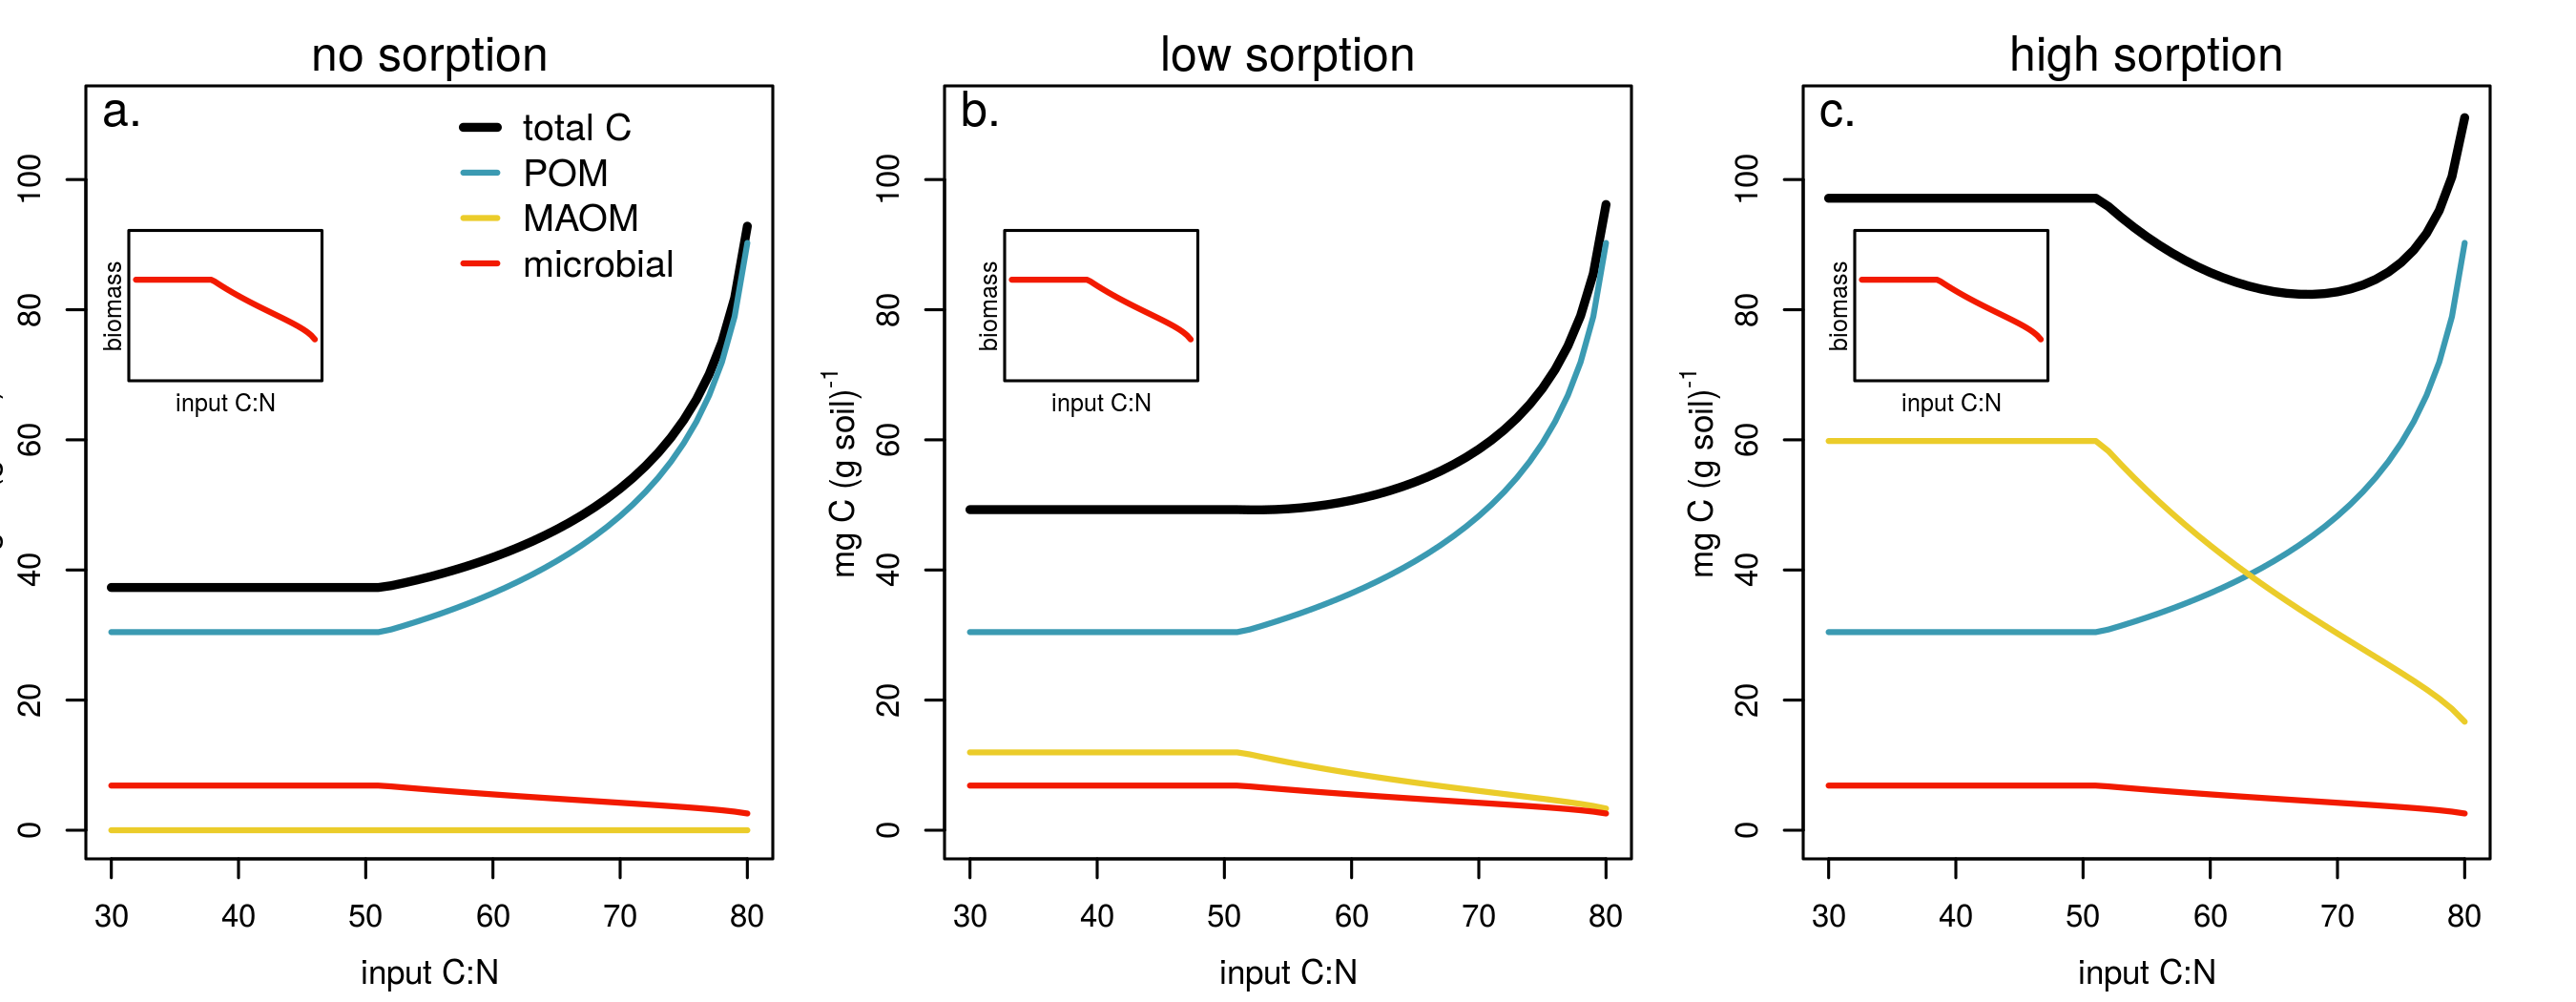 no sorption
a.
total C
POM
MAOM
microbial
biomass
input C:N
0
20
40
60
80
100
30 40 50 60 70 80
input C:N
low sorption
b.
biomass
input C:N
mg C (g soil)-1
0
20
40
60
80
100
30 40 50 60 70 80
input C:N
high sorption
c.
biomass
input C:N
mg C (g soil)-1
0
20
40
60
80
100
30 40 50 60 70 80
input C:N